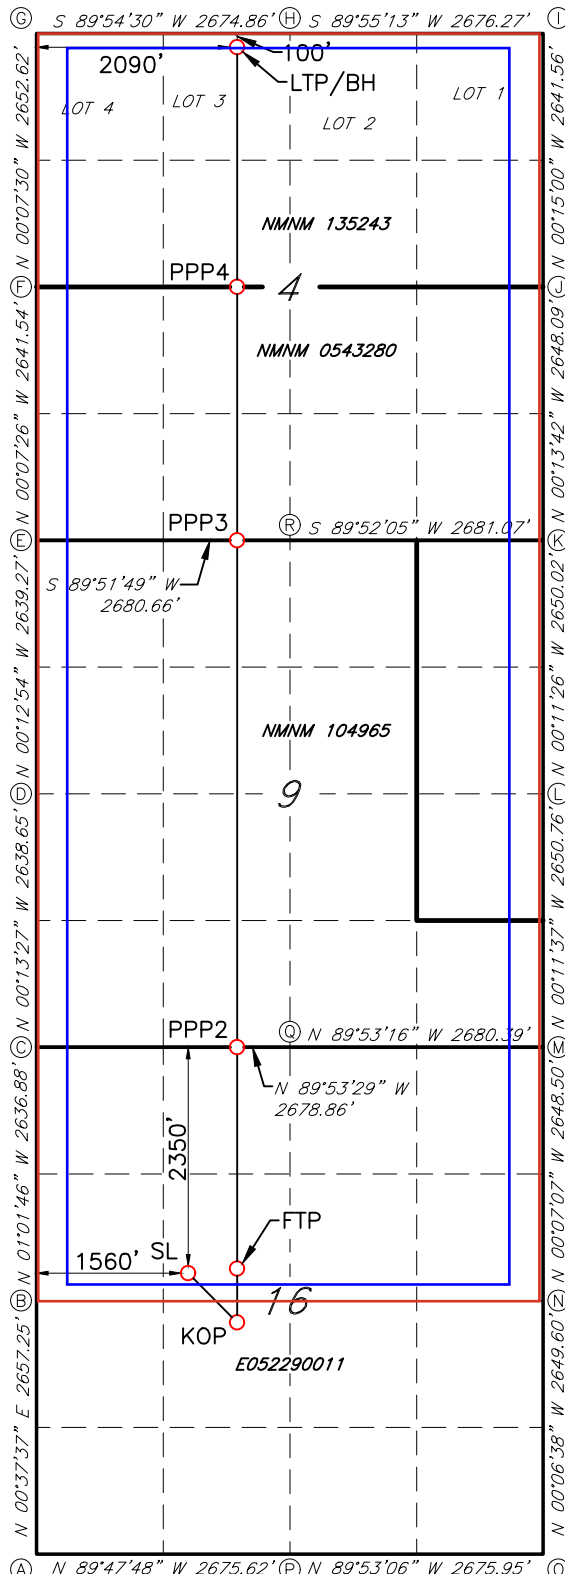 G S 89°54'30" W 2674.86' H S 89°55'13" W 2676.27' I
100'
2090'
LTP/BH
LOT 4
LOT 3
LOT 2
LOT 1
N 00°07'30" W 2652.62'
N 00°15'00" W 2641.56'
NMNM 135243
PPP4
F
4
J
NMNM 0543280
N 00°07'26" W 2641.54'
N 00°13'42" W 2648.09'
PPP3
R S 89°52'05" W 2681.07'
E
K
S 89°51'49" W
2680.66'
N 00°12'54" W 2639.27'
N 00°11'26" W 2650.02'
NMNM 104965
D
9
L
N 00°13'27" W 2638.65'
N 00°11'37" W 2650.76'
PPP2
Q N 89°53'16" W 2680.39'
C
M
N 89°53'29" W
2678.86'
2350'
N 01°01'46" W 2636.88'
N 00°07'07" W 2648.50'
FTP
SL
1560'
B
16
N
KOP
E052290011
N 00°37'37" E 2657.25'
N 00°06'38" W 2649.60'
A N 89°47'48" W 2675.62' P N 89°53'06" W 2675.95' O